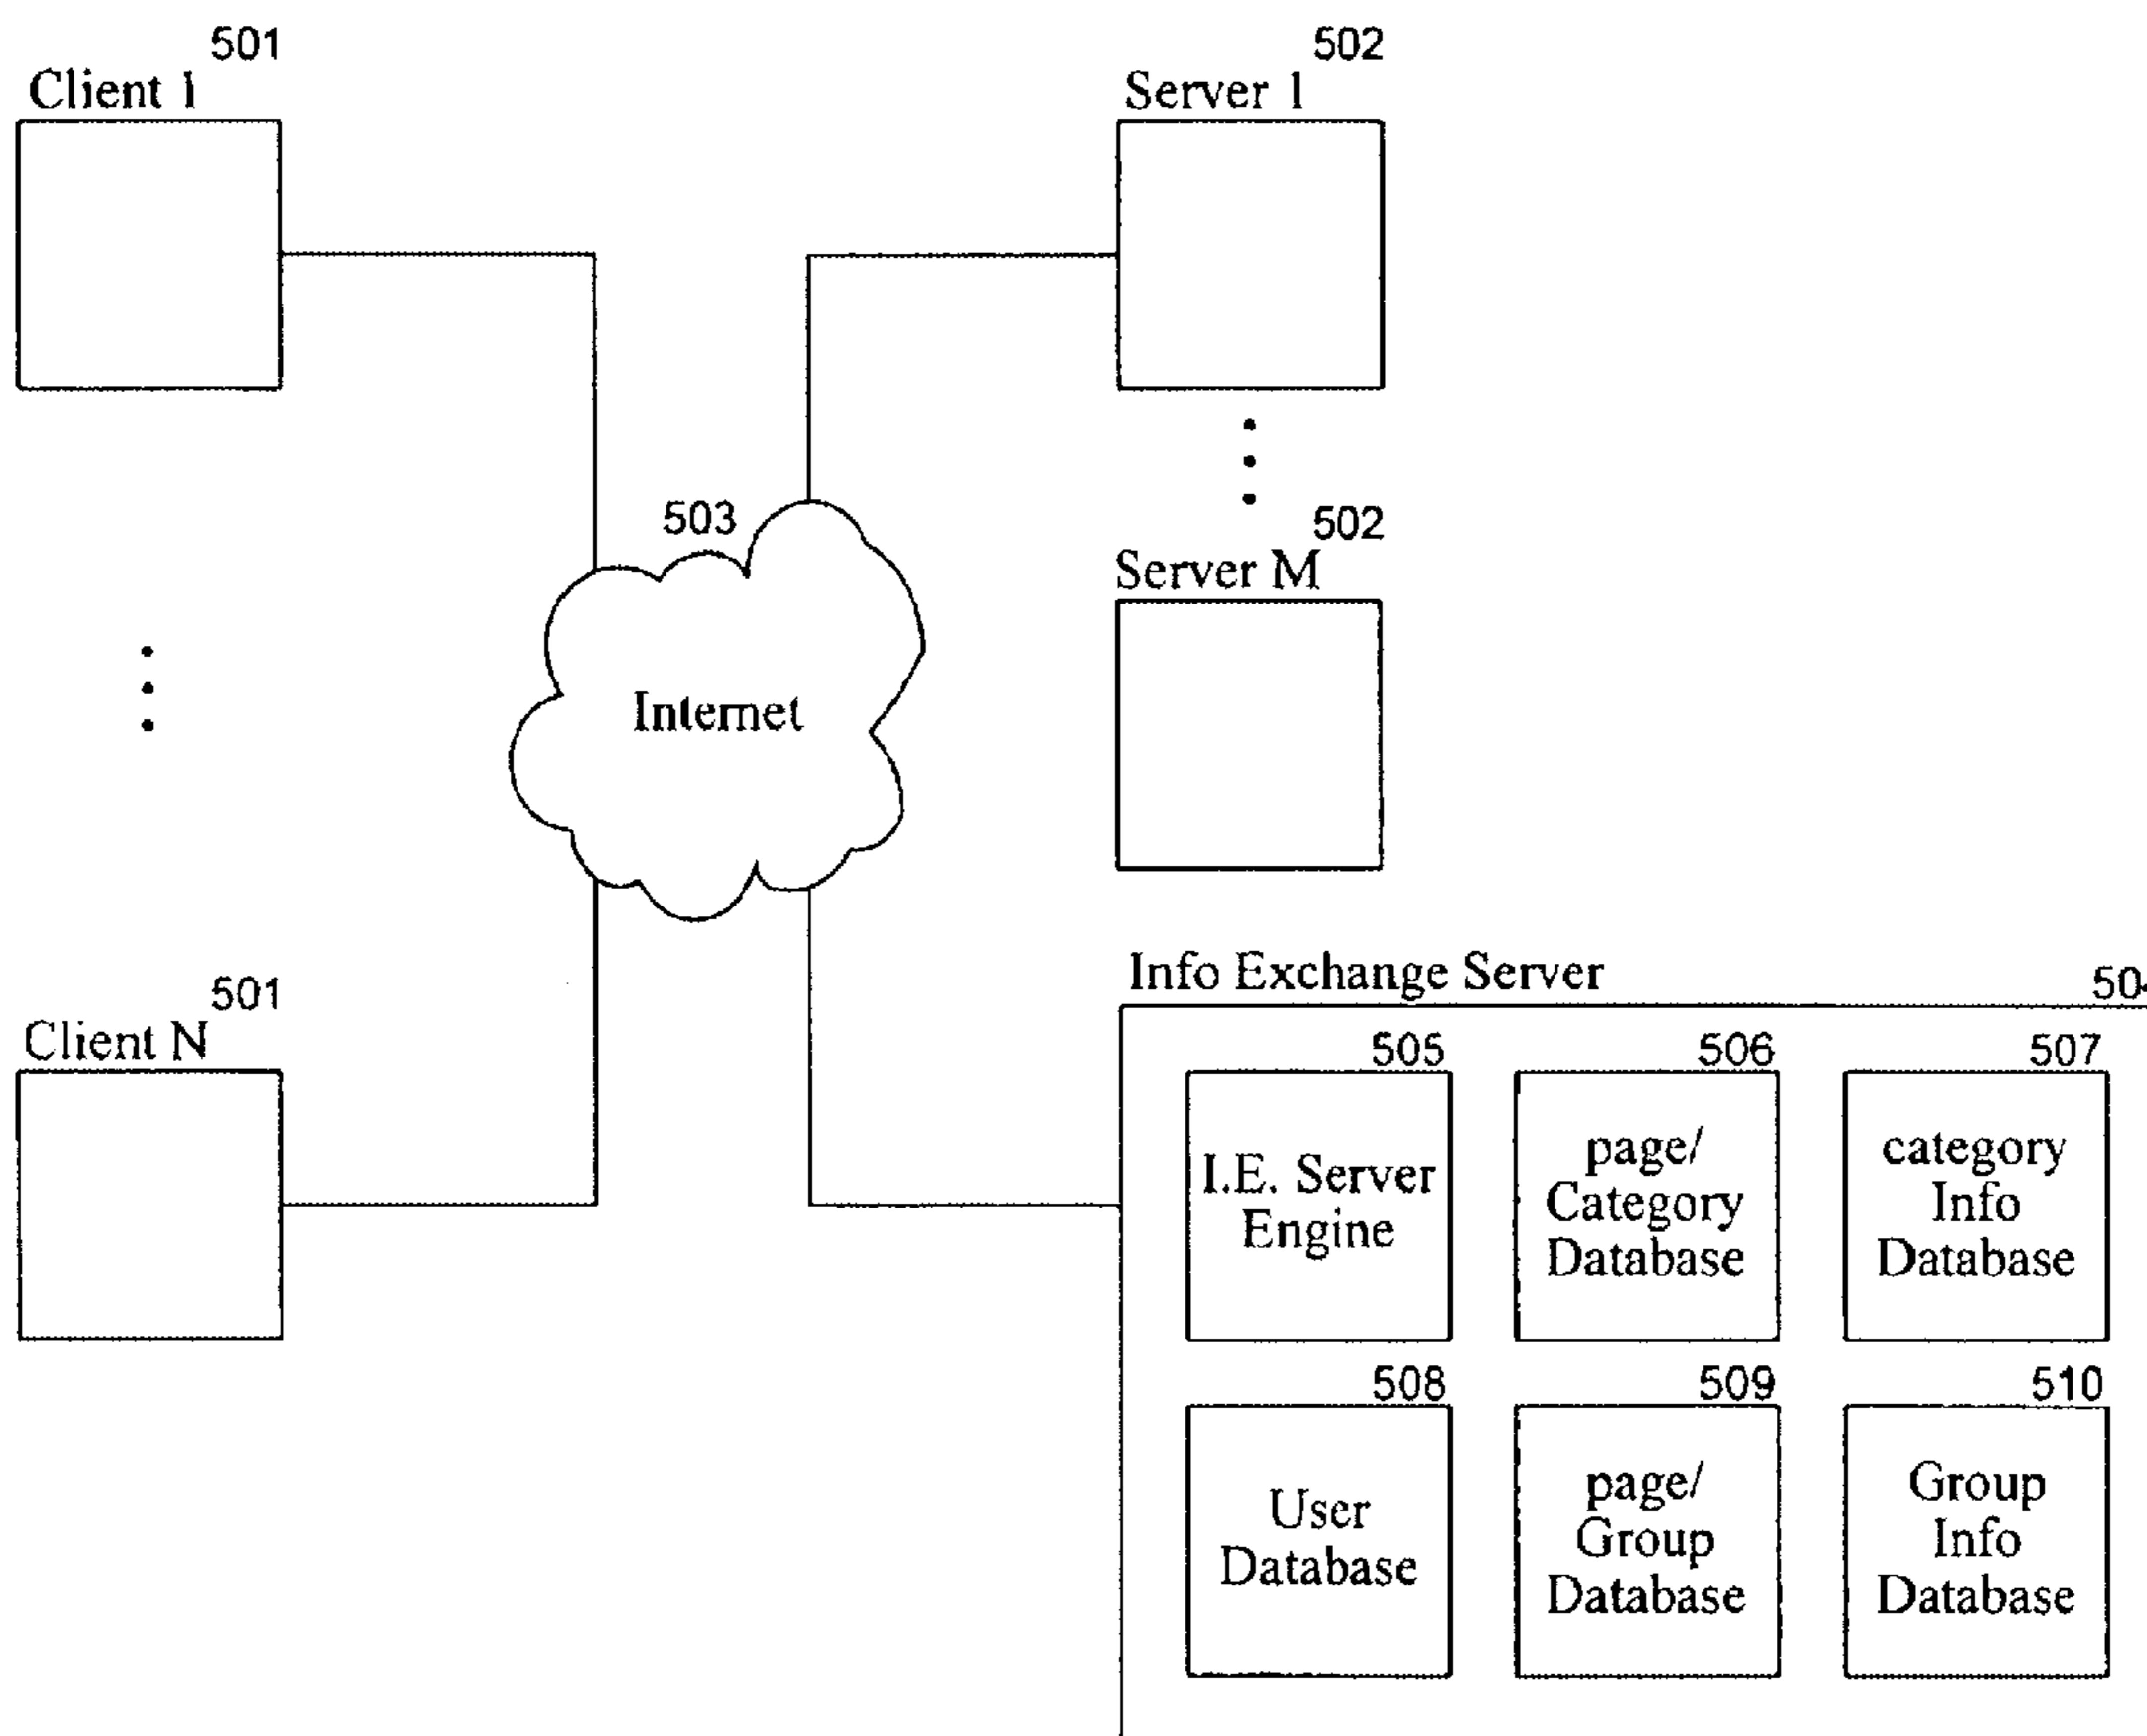 501
Client 1
502
Server 1
503
Internet
502
Server M
501
Client N
Info Exchange Server
505
I.E. Server
Engine
506
page/
Category
Database
507
category
Info
Database
508
User
Database
509
page/
Group
Database
510
Group
Info
Database